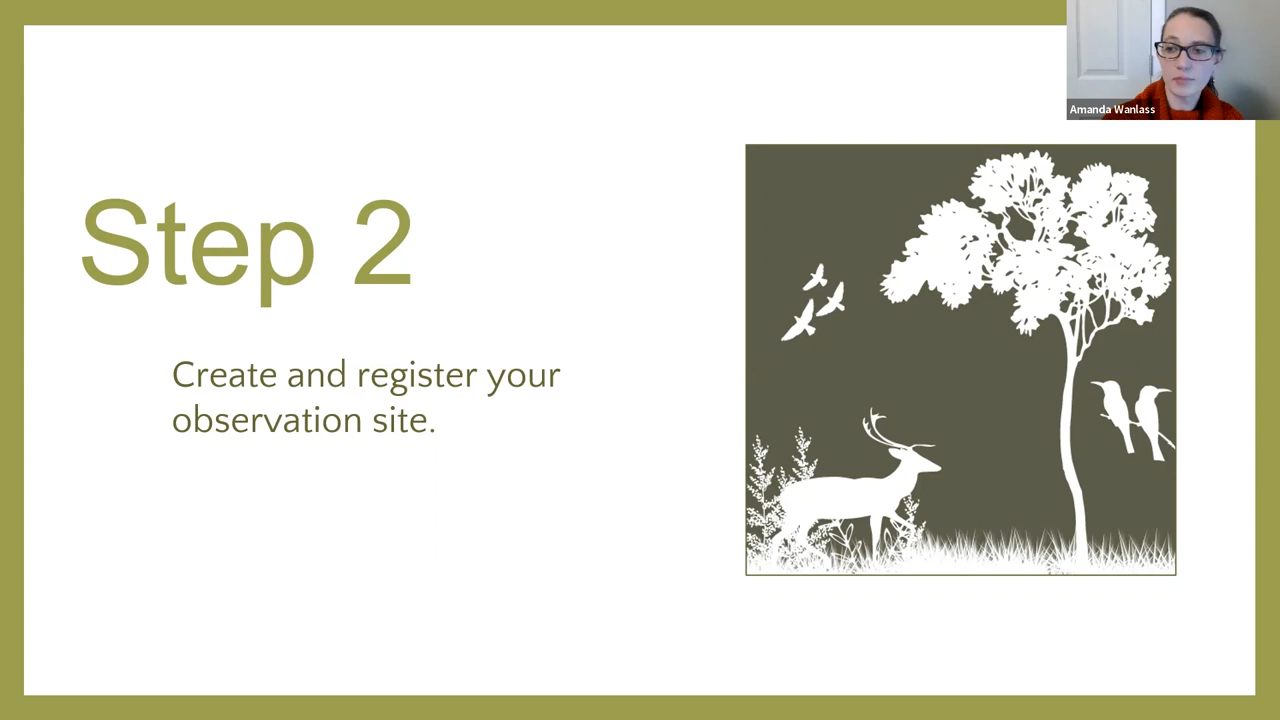 Amanda Wanlass
Step 2
Create and register your
observation site.